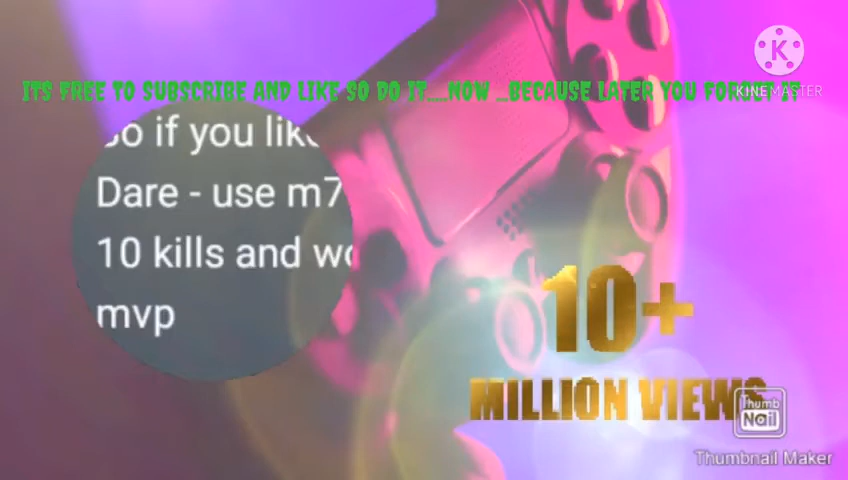 ITS FREE TO SUBSCRIBE AND LIKE SO DO IT....NOW ..BECAUSE LATER YOU FORGET IT
KINEMASTER
so if you like
Dare - use m7
10 kills and wo
mvp
10+
MILLION VIEWS
Thumb
Nail
Thumbnail Maker